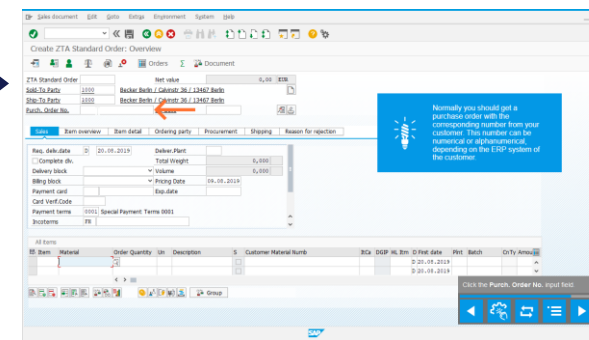 Sales document Edit Goto Extras Environment System Help
Create ZTA Standard Order: Overview
Orders Document
ZTA Standard Order Net value 0,00 EUR
Sold-To Party 1000 Becker Berlin / Calvinstr 36 / 13467 Berlin
Ship-To Party 1000 Becker Berlin / Calvinstr 36 / 13467 Berlin
Purch. Order No.
Sales Item overview Item detail Ordering party Procurement Shipping Reason for rejection
Req. deliv.date D 20.08.2019 Deliver.Plant
Complete dlv. Total Weight 0,000
Delivery block Volume 0,000
Billing block Pricing Date 09.08.2019
Payment card Exp.date
Card Verif.Code
Payment terms 0001 Special Payment Terms 0001
Incoterms
All items
Item Material Order Quantity Un Description S Customer Material Numb ItCa DGIP HL Itm D First date Plnt Batch CnTy Amou
D 20.08.2019
D 20.08.2019
Group
Normally you should get a
purchase order with the
corresponding number from your
customer. This number can be
numerical or alphanumerical,
depending on the ERP system of
the customer.
Click the Purch. Order No. input field.
SAP